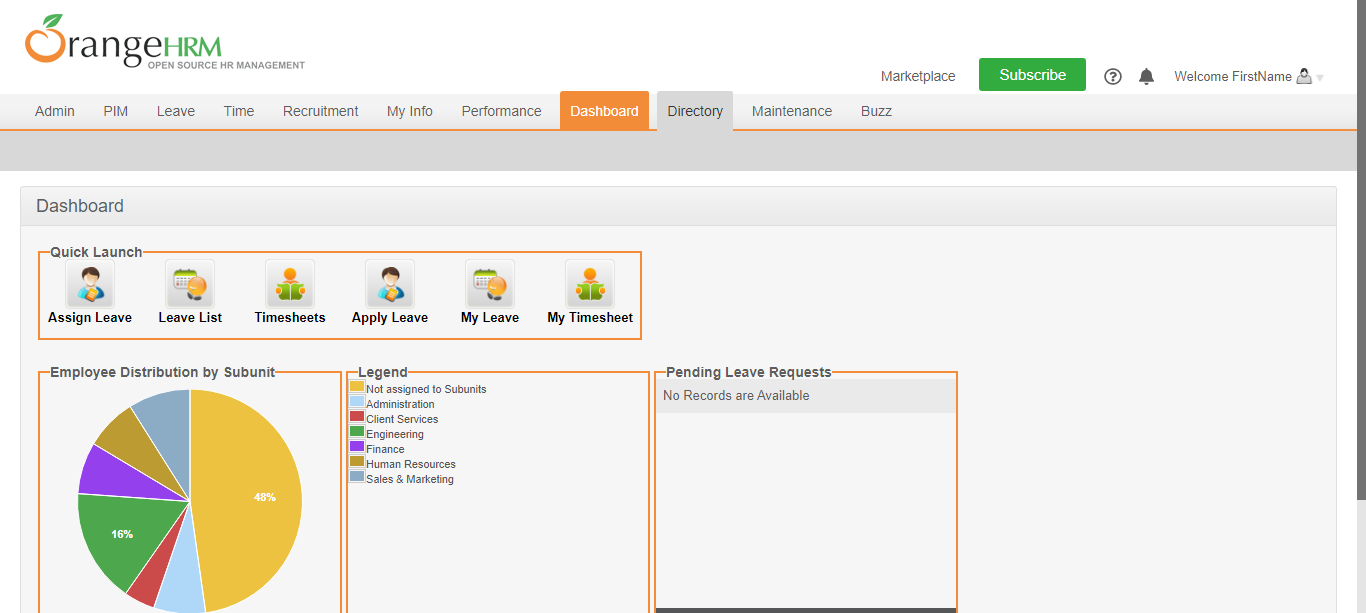 OrangeHRM
OPEN SOURCE HR MANAGEMENT
Marketplace Subscribe ? Welcome FirstName
Admin PIM Leave Time Recruitment My Info Performance Dashboard Directory Maintenance Buzz
Dashboard
Quick Launch
Assign Leave Leave List Timesheets Apply Leave My Leave My Timesheet
Employee Distribution by Subunit
48%
16%
Legend
Not assigned to Subunits
Administration
Client Services
Engineering
Finance
Human Resources
Sales & Marketing
Pending Leave Requests
No Records are Available